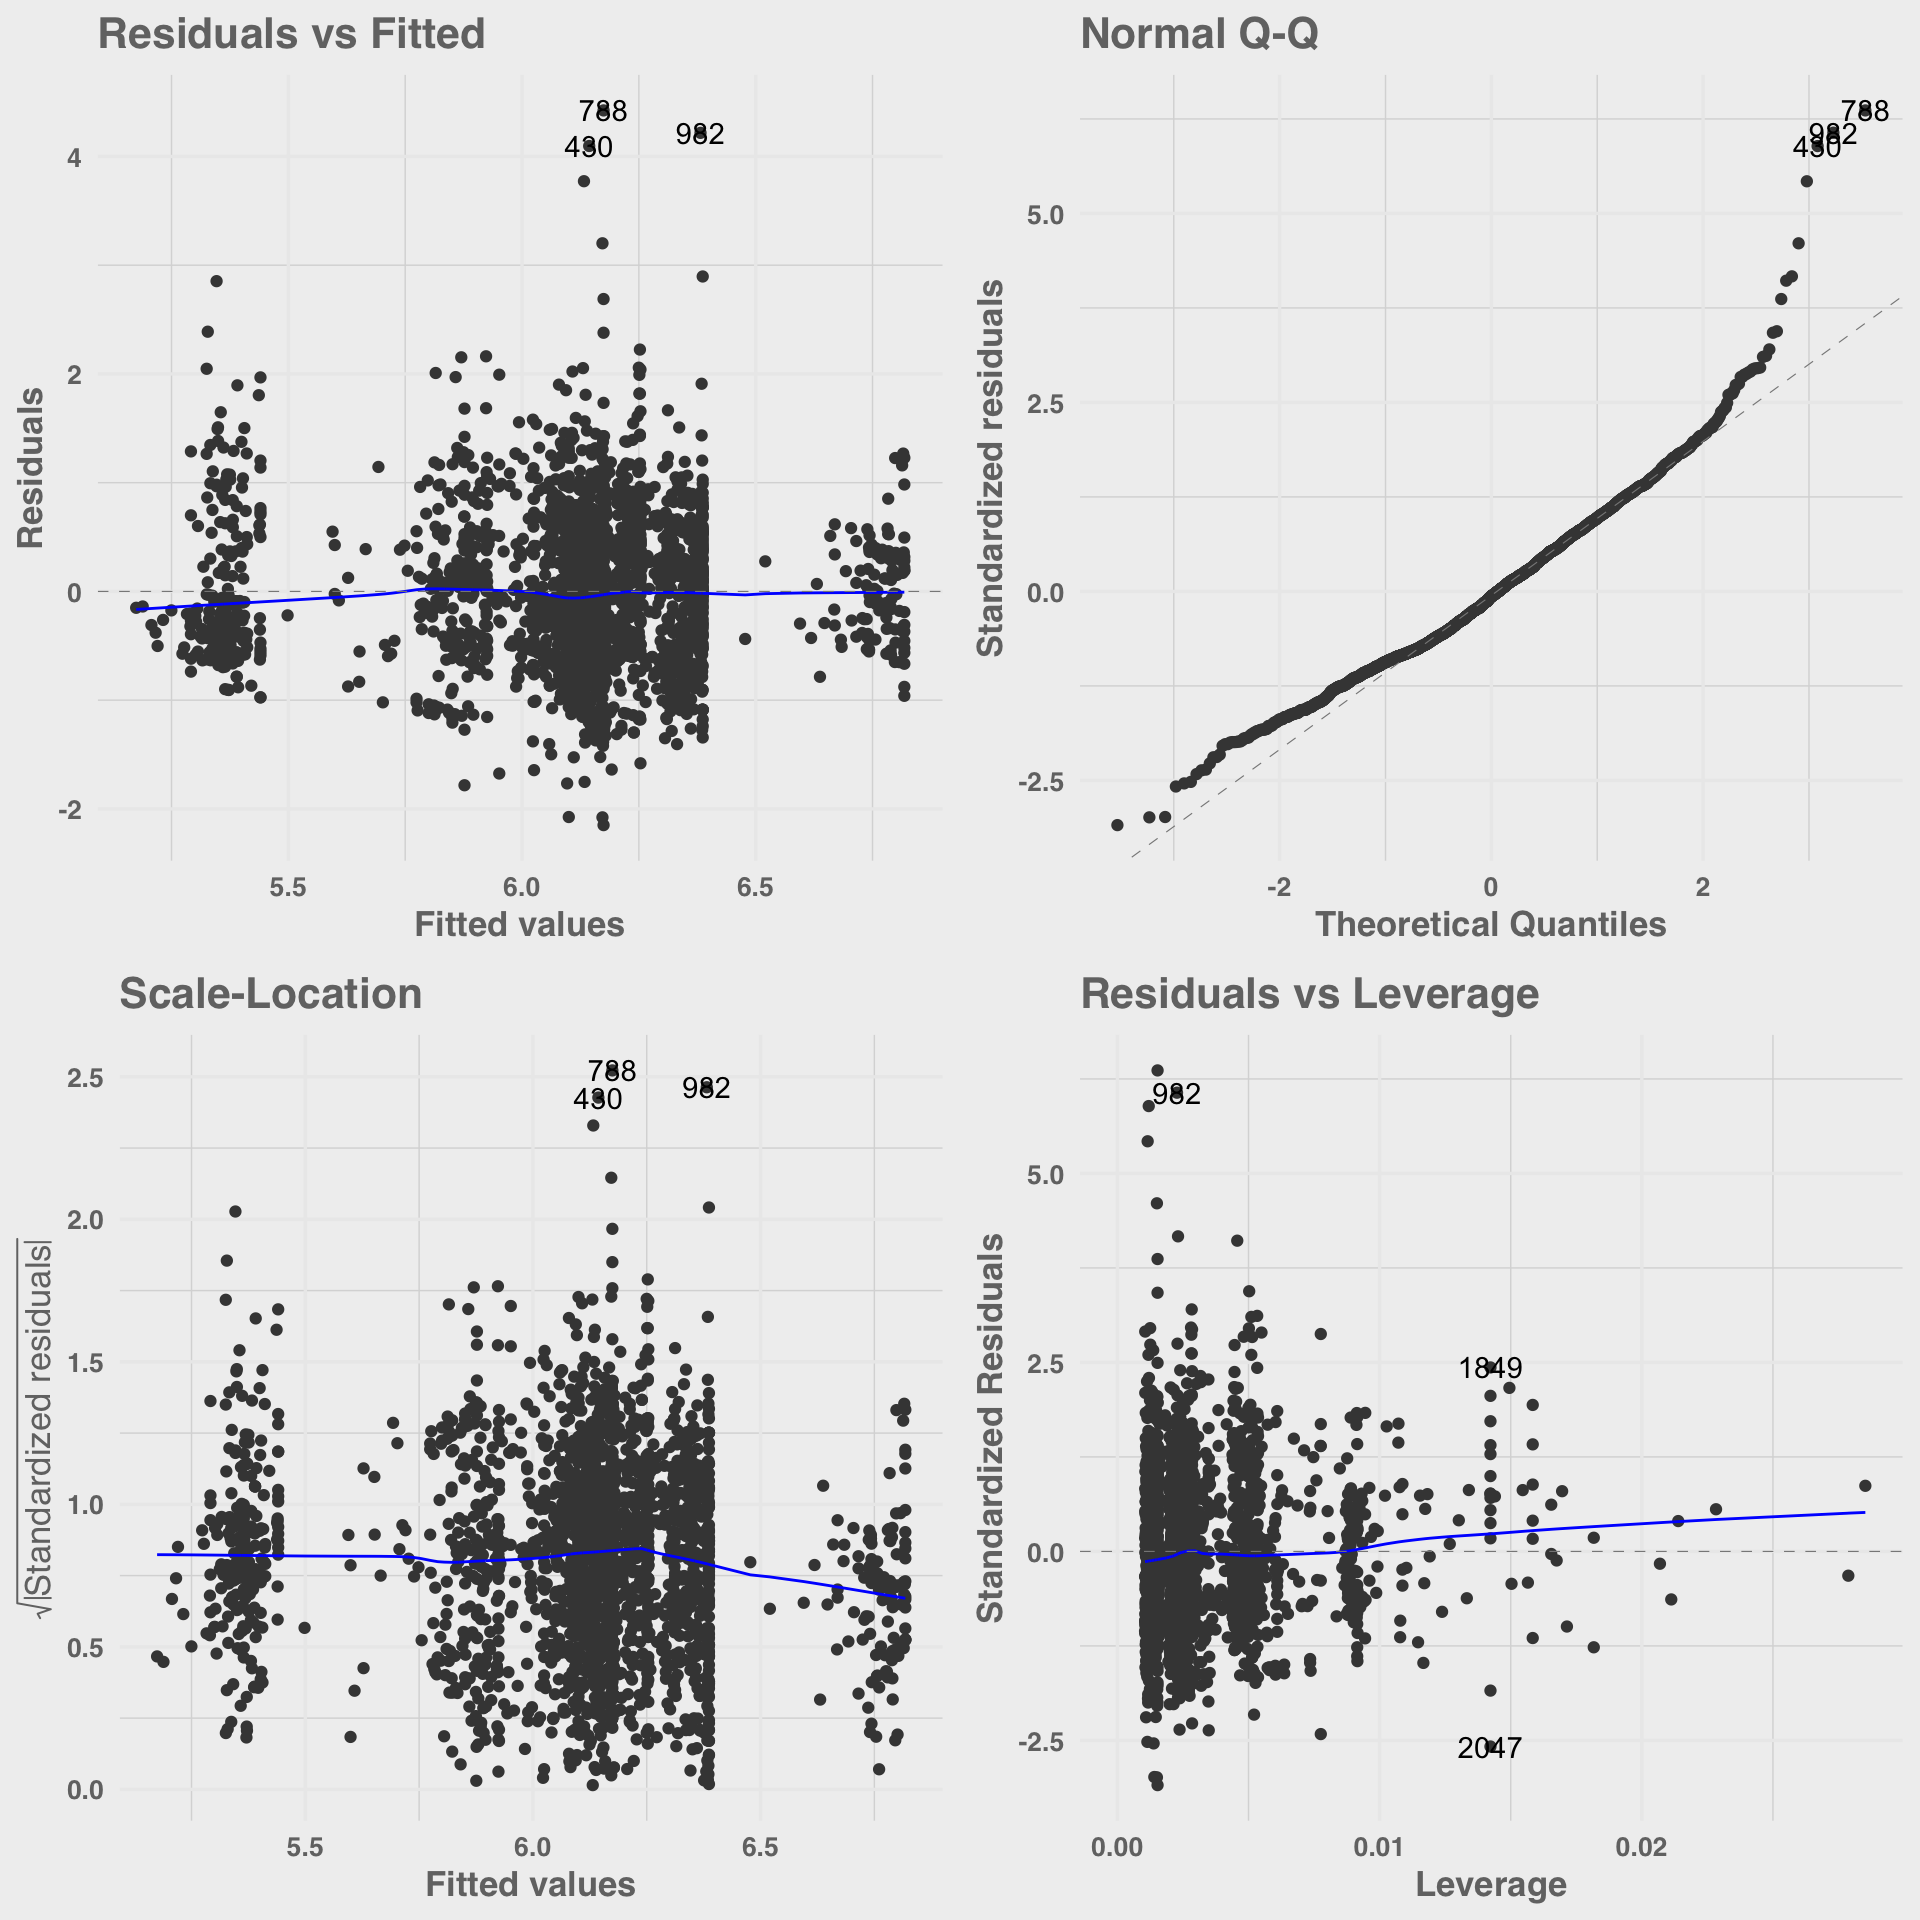 Residuals vs Fitted
788
982
430
4
2
0
-2
Residuals
5.5 6.0 6.5
Fitted values
Normal Q-Q
788
982
430
5.0
2.5
0.0
-2.5
Standardized residuals
-2 0 2
Theoretical Quantiles
Scale-Location
788
982
430
2.5
2.0
1.5
1.0
0.5
0.0
√|Standardized residuals|
5.5 6.0 6.5
Fitted values
Residuals vs Leverage
982
1849
2047
5.0
2.5
0.0
-2.5
Standardized Residuals
0.00 0.01 0.02
Leverage